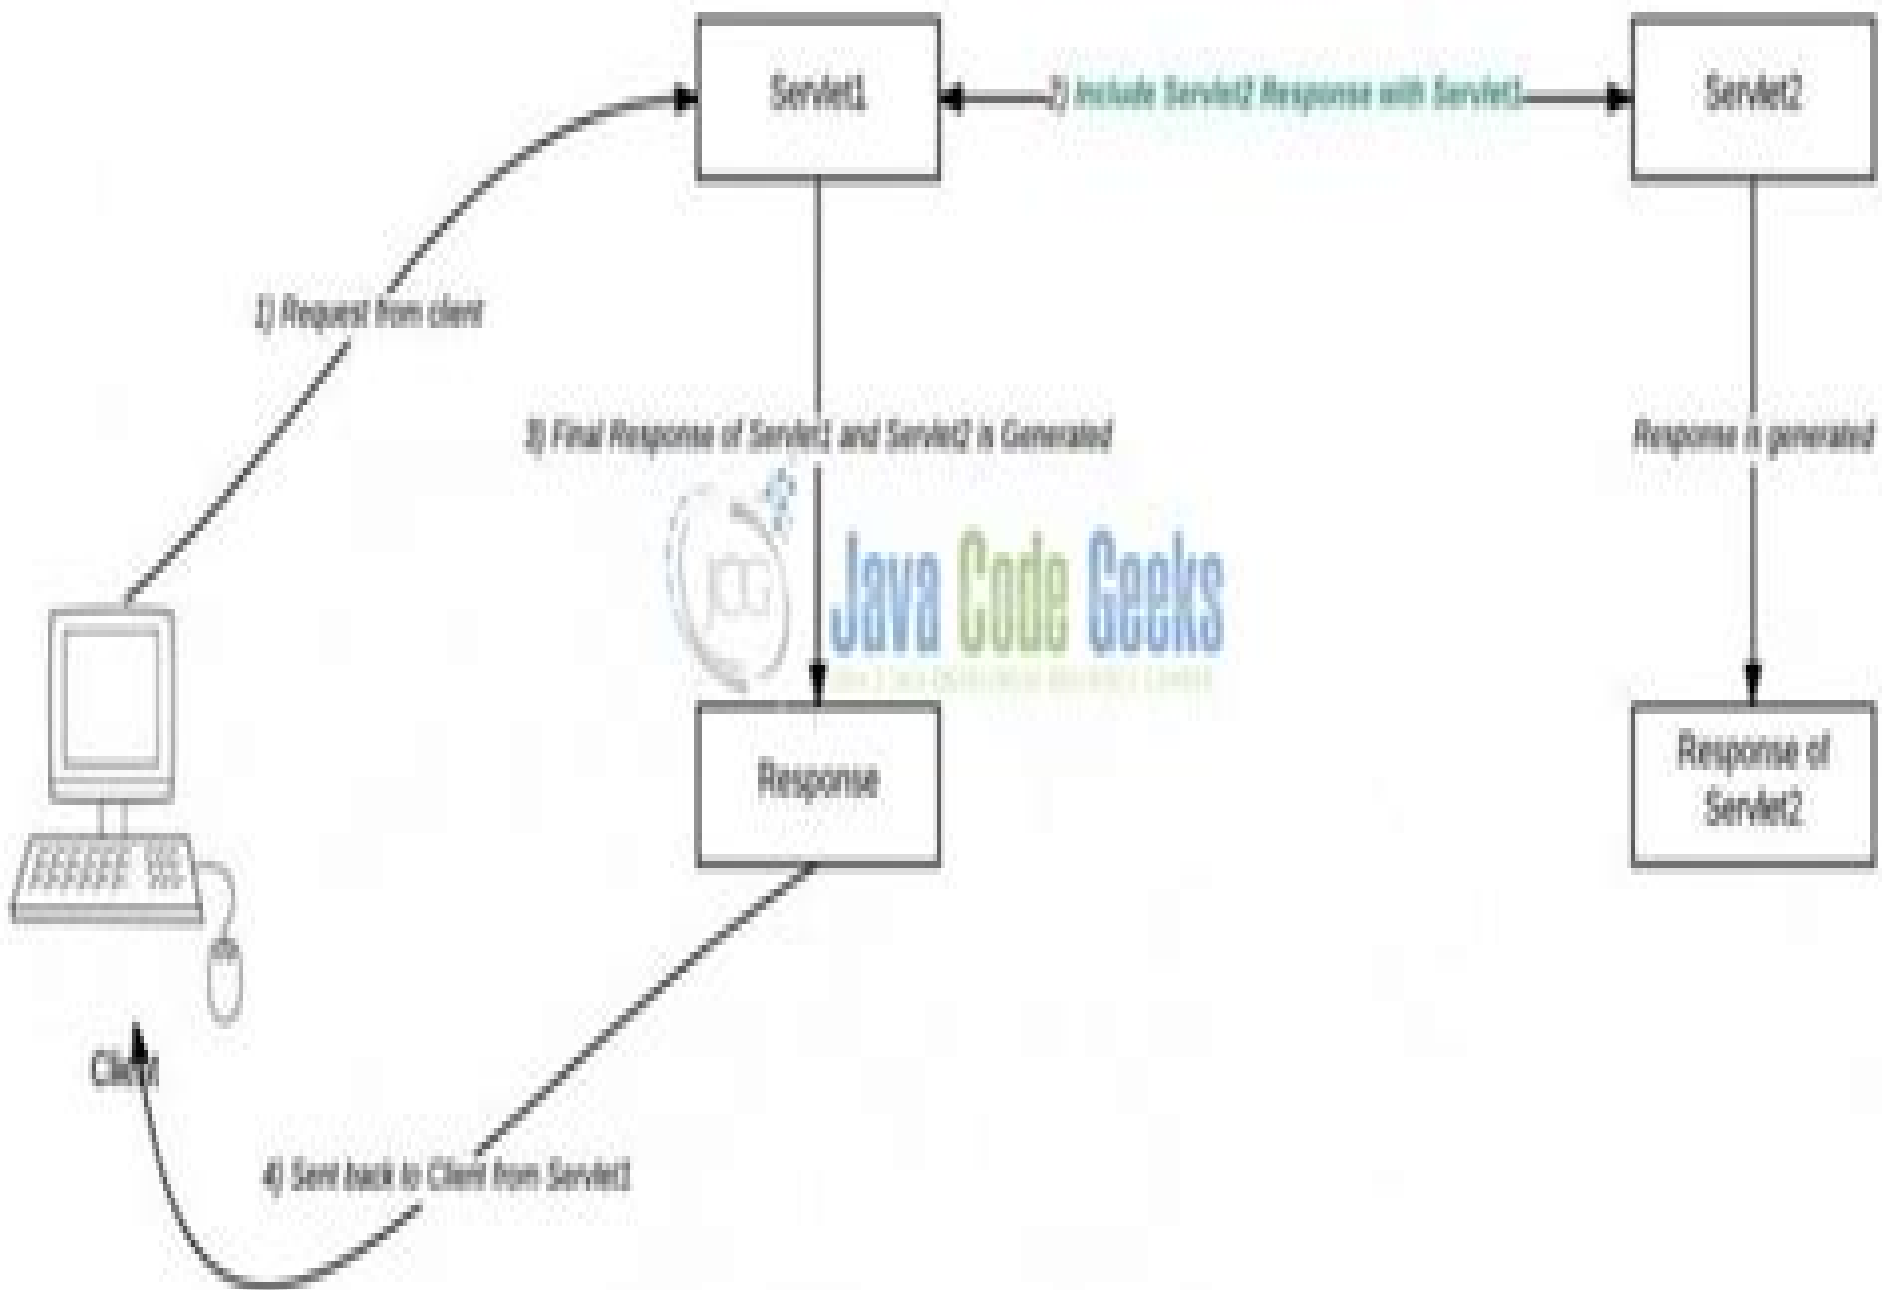 Servlet1
2) Include Servlet2 Response with Servlet1
Servlet2
1) Request from client
3) Final Response of Servlet1 and Servlet2 is Generated
Response is generated
JCG
Java Code Geeks
Response
Response of
Servlet2
Client
4) Sent back to Client from Servlet1